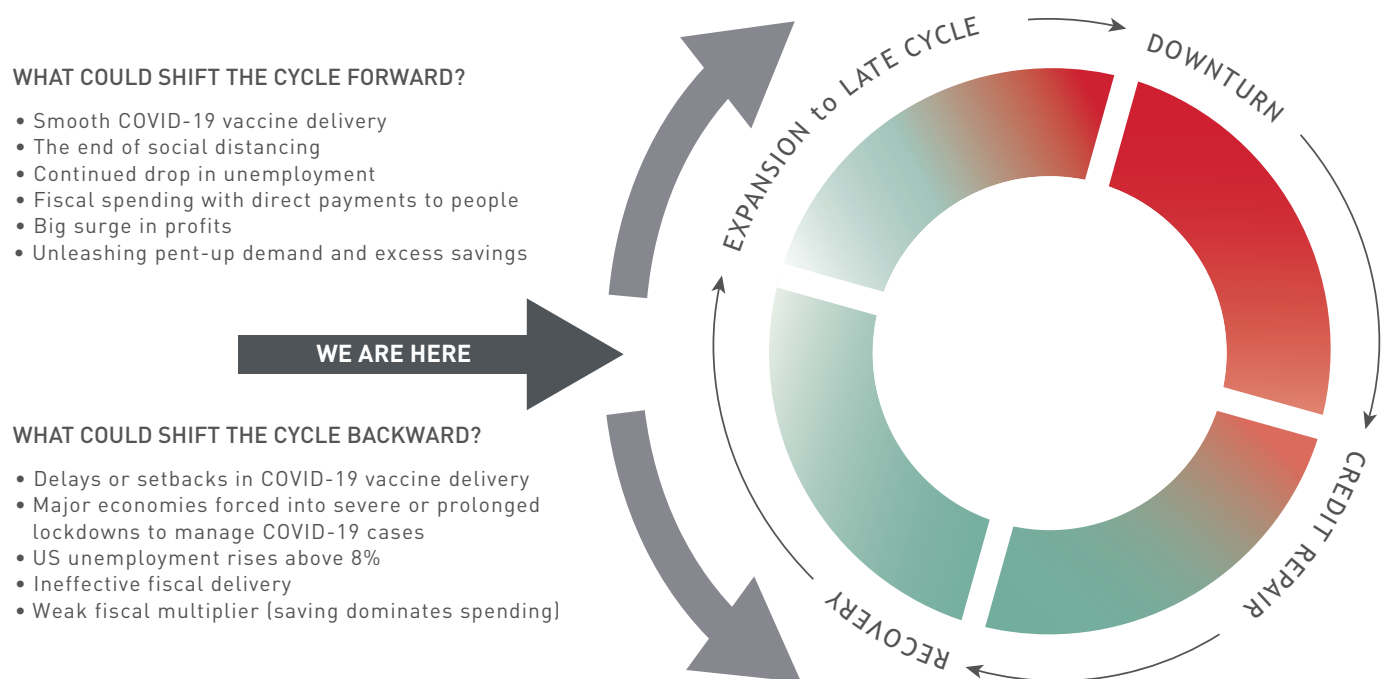 WHAT COULD SHIFT THE CYCLE FORWARD?
• Smooth COVID-19 vaccine delivery
• The end of social distancing
• Continued drop in unemployment
• Fiscal spending with direct payments to people
• Big surge in profits
• Unleashing pent-up demand and excess savings
WE ARE HERE
WHAT COULD SHIFT THE CYCLE BACKWARD?
• Delays or setbacks in COVID-19 vaccine delivery
• Major economies forced into severe or prolonged
lockdowns to manage COVID-19 cases
• US unemployment rises above 8%
• Ineffective fiscal delivery
• Weak fiscal multiplier (saving dominates spending)
EXPANSION to LATE CYCLE
DOWNTURN
CREDIT REPAIR
RECOVERY